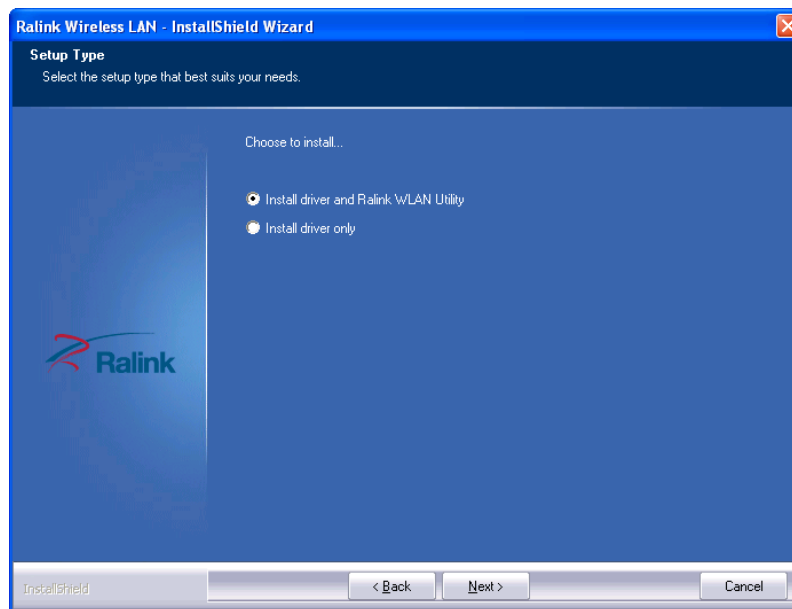 Ralink Wireless LAN - InstallShield Wizard
Setup Type
Select the setup type that best suits your needs.
Choose to install...
Install driver and Ralink WLAN Utility
Install driver only
Ralink
InstallShield
< Back
Next >
Cancel